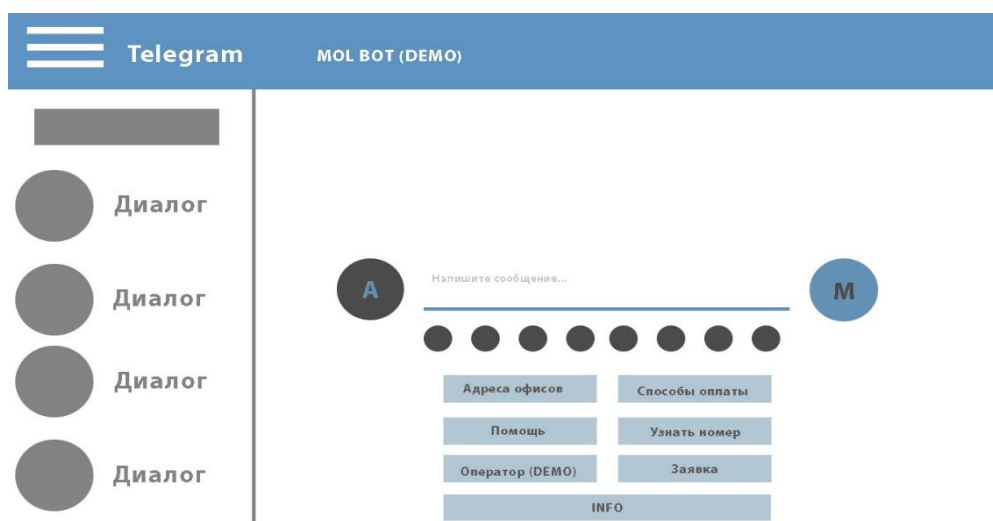 Telegram
MOL BOT (DEMO)
Диалог
Диалог
Диалог
Диалог
А
Напишите сообщение...
М
Адреса офисов
Способы оплаты
Помощь
Узнать номер
Оператор (DEMO)
Заявка
INFO